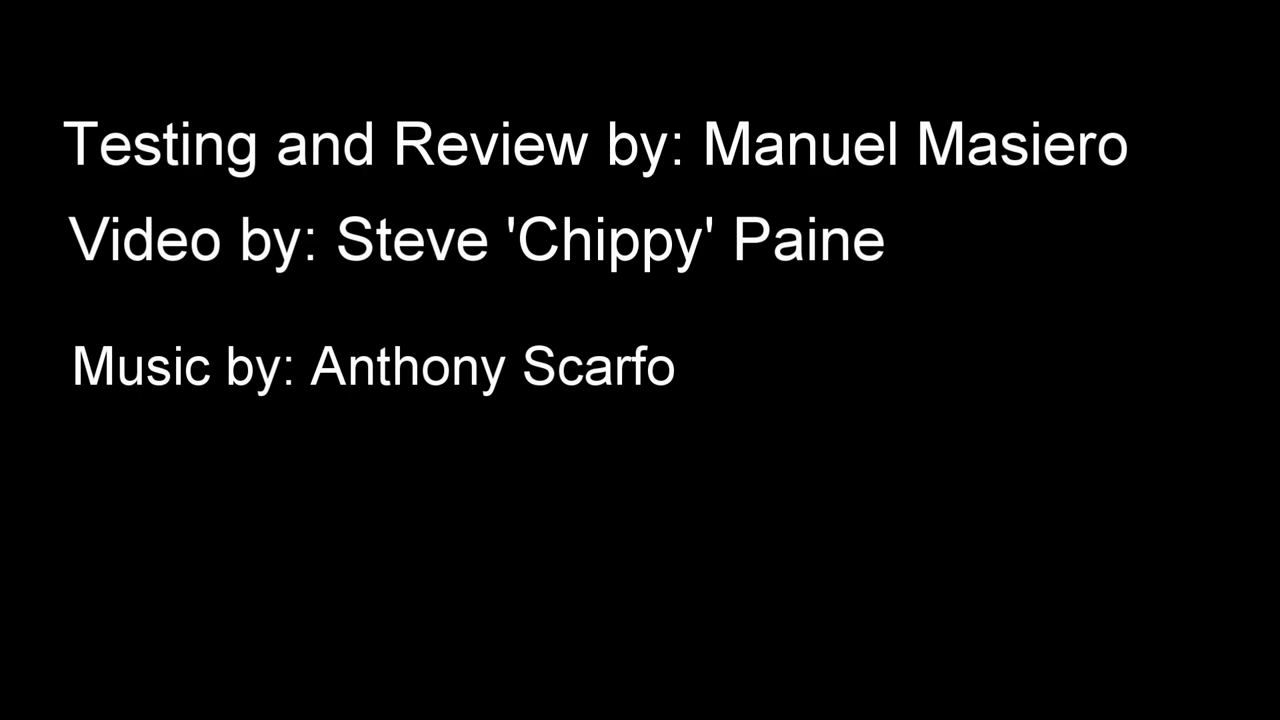 Testing and Review by: Manuel Masiero
Video by: Steve 'Chippy' Paine
Music by: Anthony Scarfo